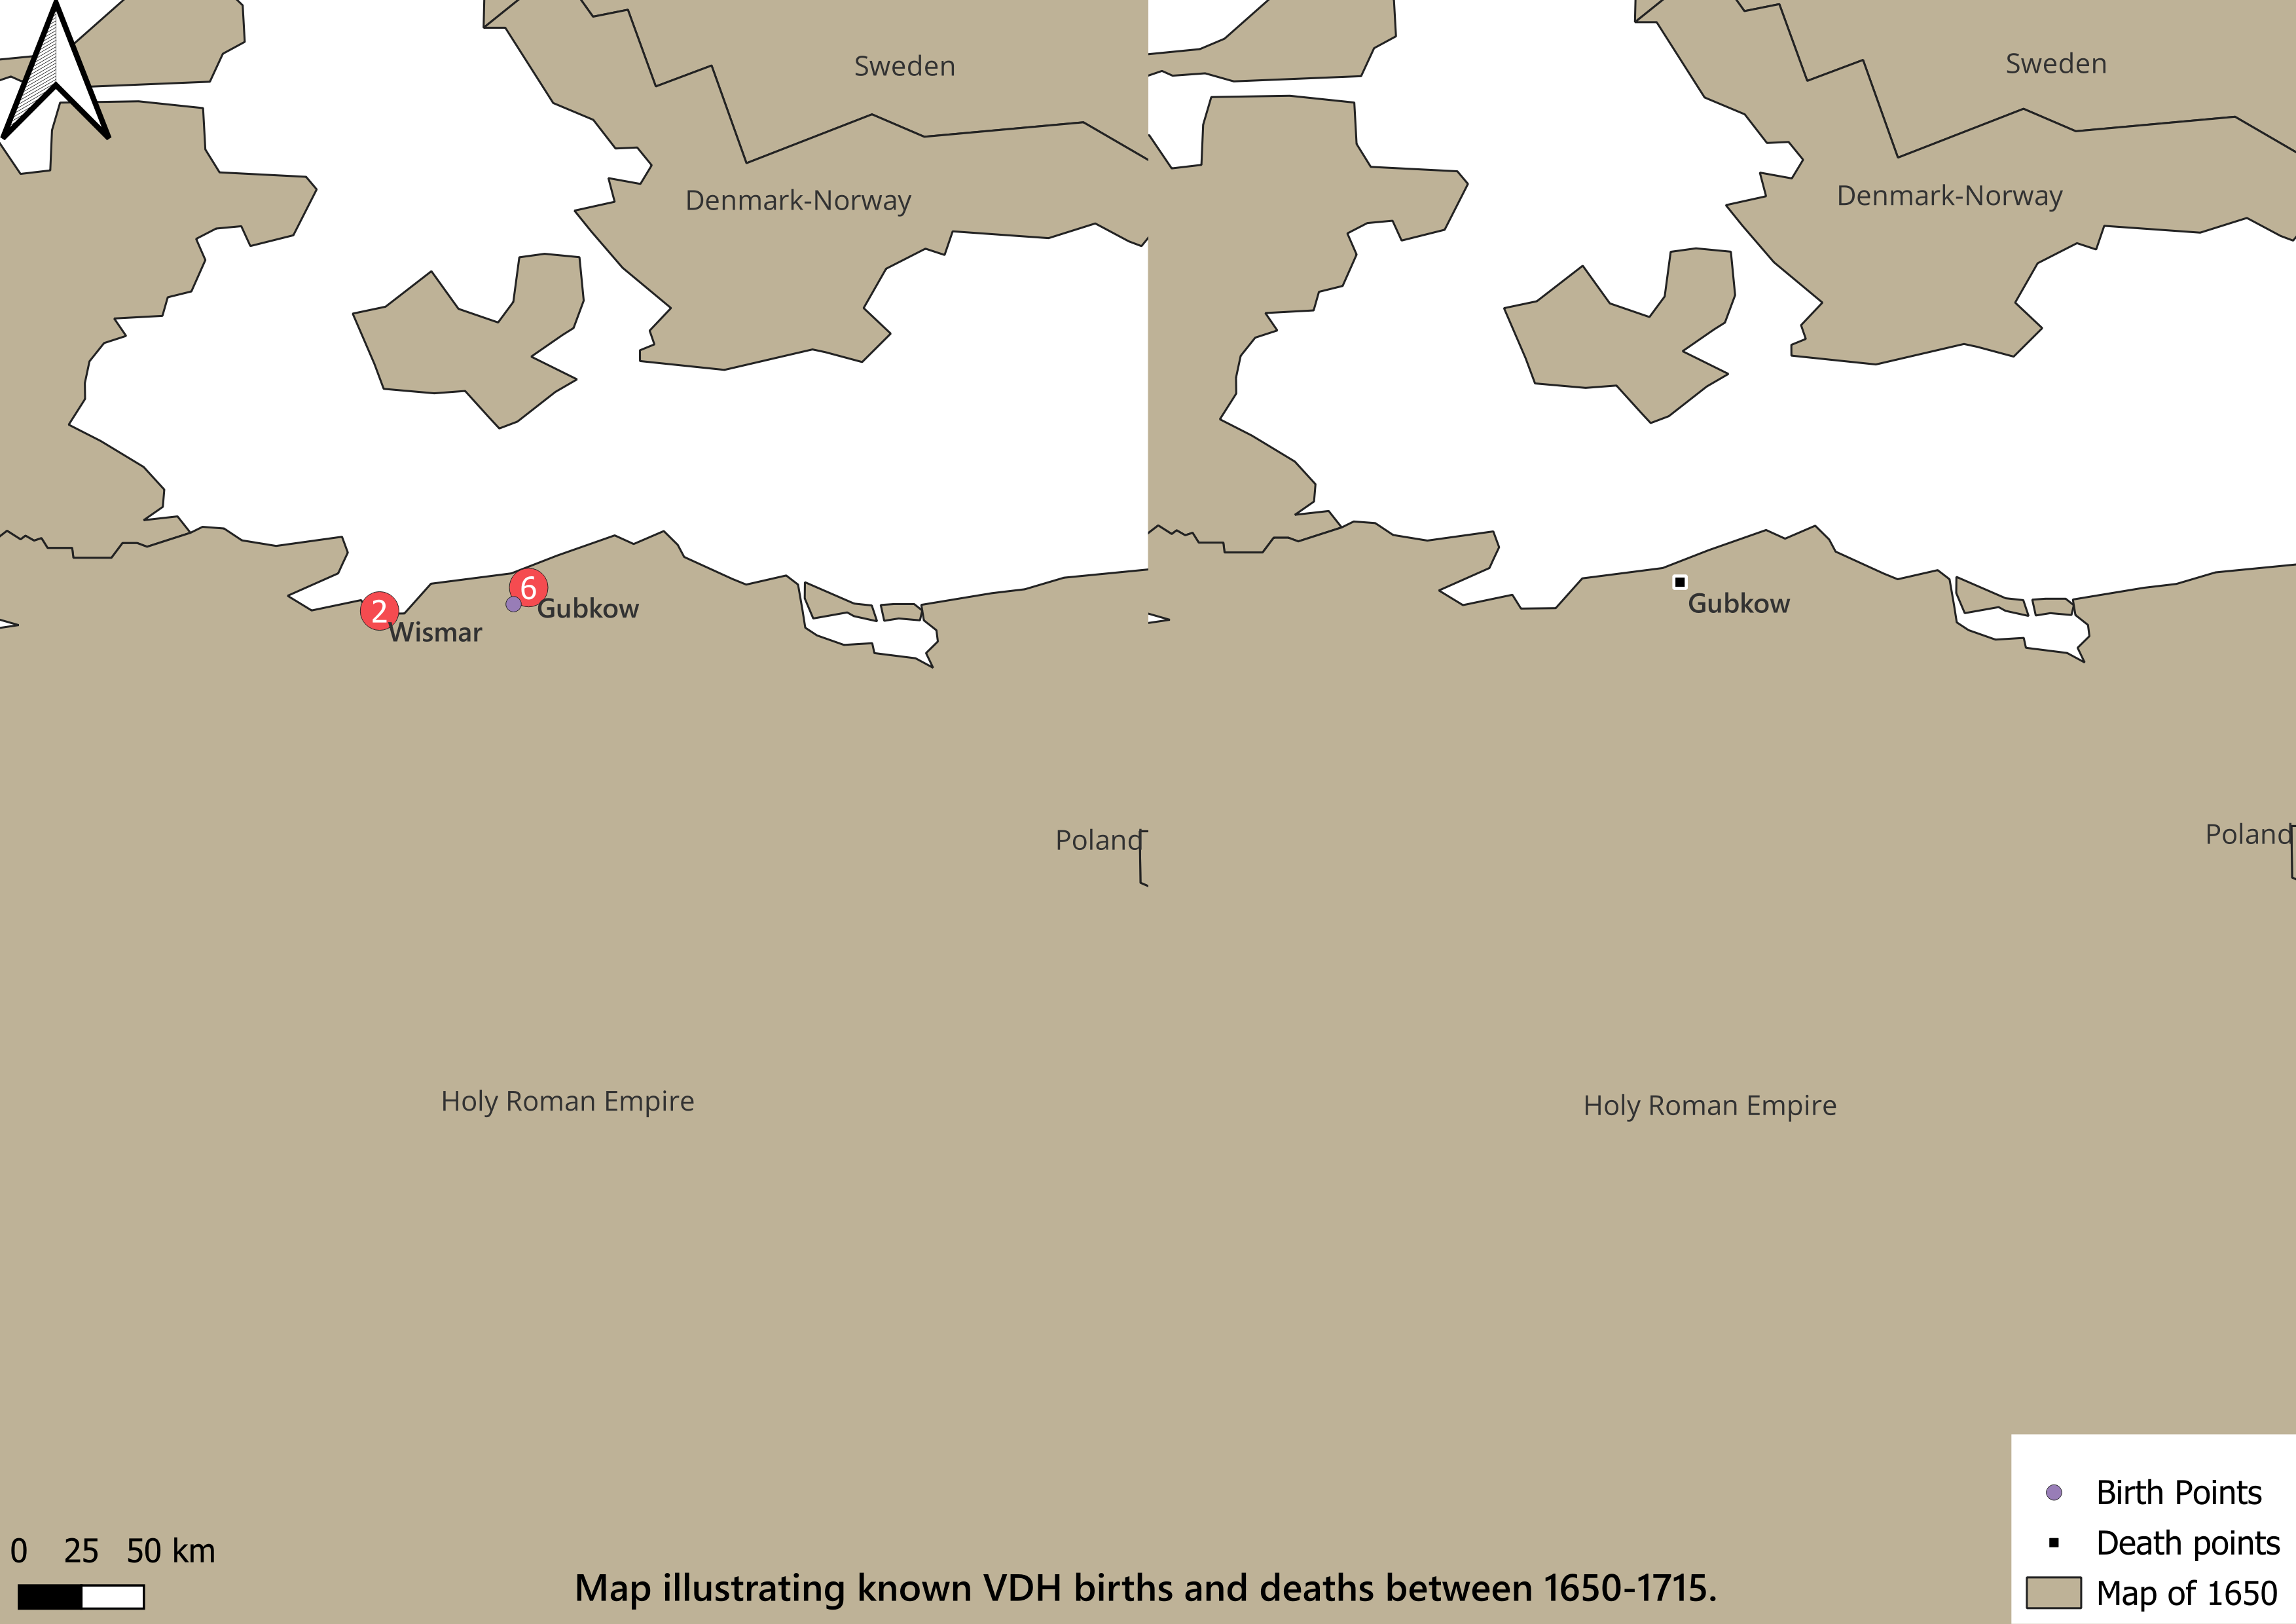 Sweden
Denmark-Norway
6
Gubkow
2
Wismar
Poland
Holy Roman Empire
Sweden
Denmark-Norway
Gubkow
Poland
Holy Roman Empire
0 25 50 km
Map illustrating known VDH births and deaths between 1650-1715.
Birth Points
Death points
Map of 1650